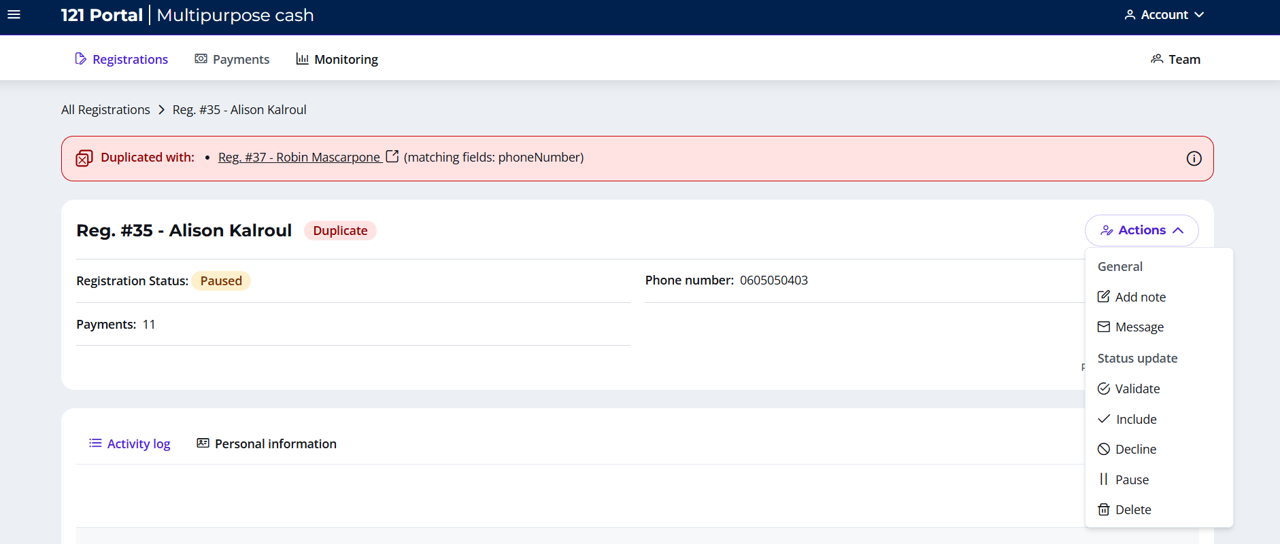 121 Portal | Multipurpose cash
Account
Registrations Payments Monitoring Team
All Registrations > Reg. #35 - Alison Kalroul
Duplicated with: • Reg. #37 - Robin Mascarpone (matching fields: phoneNumber)
Reg. #35 - Alison Kalroul Duplicate
Actions
Registration Status: Paused
Phone number: 0605050403
Payments: 11
General
Add note
Message
Status update
Validate
Include
Decline
Pause
Delete
Activity log Personal information